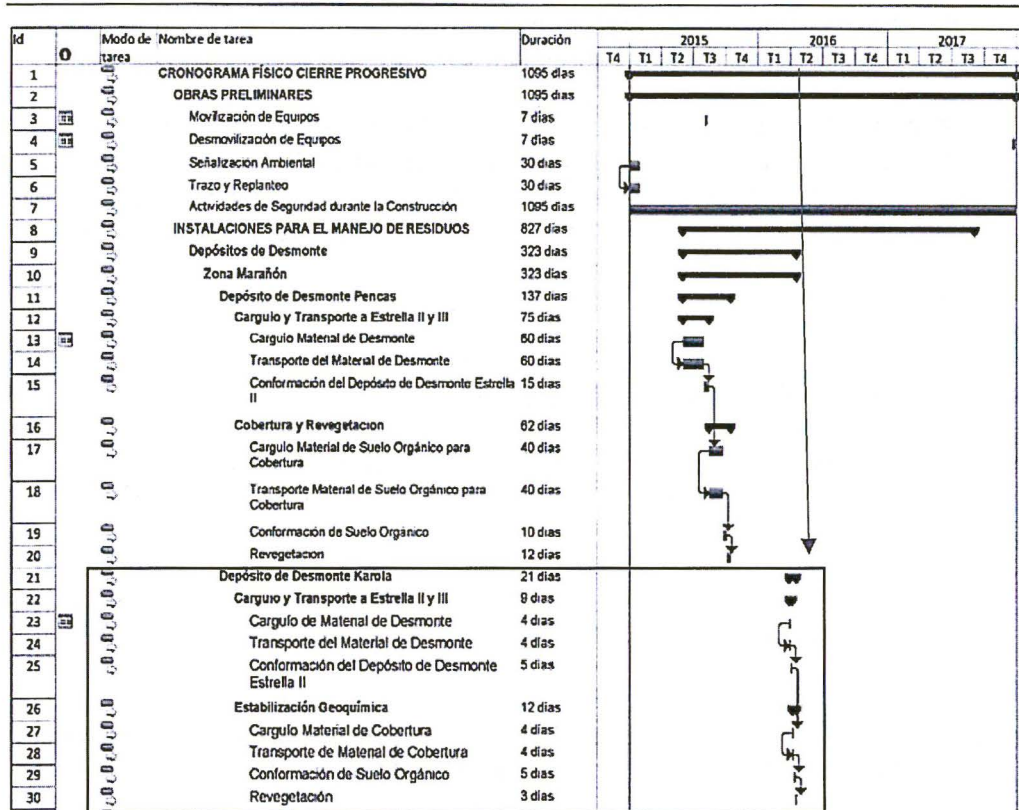 Id	Modo de tarea	Nombre de tarea	Duración	2015	2016	2017
T4 T1 T2 T3 T4 T1 T2 T3 T4 T1 T2 T3 T4
1 CRONOGRAMA FÍSICO CIERRE PROGRESIVO 1095 días
2 OBRAS PRELIMINARES 1095 días
3 Movilización de Equipos 7 días
4 Desmovilización de Equipos 7 días
5 Señalización Ambiental 30 días
6 Trazo y Replanteo 30 días
7 Actividades de Seguridad durante la Construcción 1095 días
8 INSTALACIONES PARA EL MANEJO DE RESIDUOS 827 días
9 Depósitos de Desmonte 323 días
10 Zona Marañón 323 días
11 Depósito de Desmonte Pencas 137 días
12 Carguío y Transporte a Estrella II y III 75 días
13 Carguío Material de Desmonte 60 días
14 Transporte del Material de Desmonte 60 días
15 Conformación del Depósito de Desmonte Estrella II 15 días
16 Cobertura y Revegetación 62 días
17 Carguío Material de Suelo Orgánico para Cobertura 40 días
18 Transporte Material de Suelo Orgánico para Cobertura 40 días
19 Conformación de Suelo Orgánico 10 días
20 Revegetación 12 días
21 Depósito de Desmonte Karola 21 días
22 Carguío y Transporte a Estrella II y III 9 días
23 Carguío de Material de Desmonte 4 días
24 Transporte del Material de Desmonte 4 días
25 Conformación del Depósito de Desmonte Estrella II 5 días
26 Estabilización Geoquímica 12 días
27 Carguío Material de Cobertura 4 días
28 Transporte de Material de Cobertura 4 días
29 Conformación de Suelo Orgánico 5 días
30 Revegetación 3 días